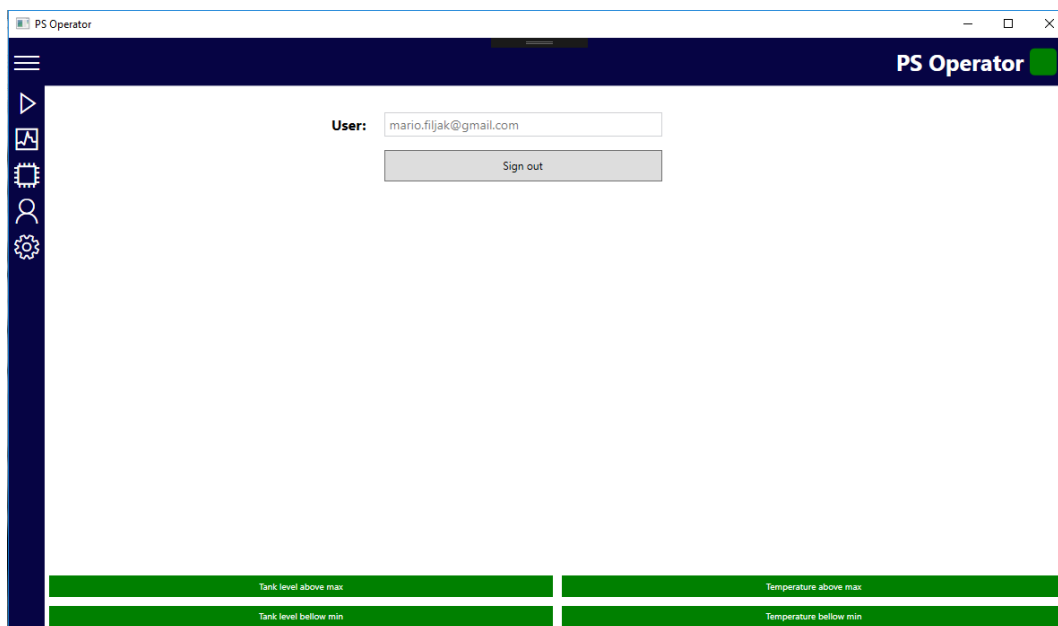 PS Operator
PS Operator
User: mario.filjak@gmail.com
Sign out
Tank level above max Temperature above max
Tank level bellow min Temperature bellow min